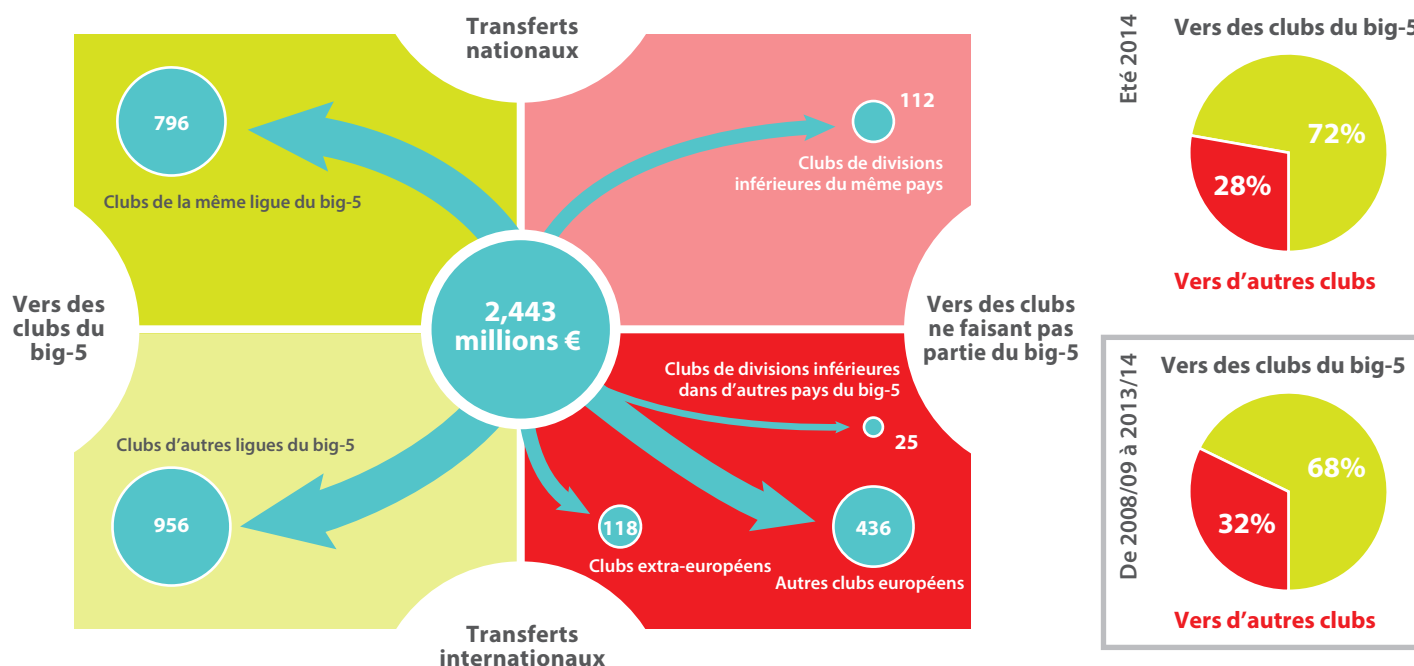 Transferts
nationaux
796
Clubs de la même ligue du big-5
112
Clubs de divisions
inférieures du même pays
Vers des
clubs du
big-5
2,443
millions €
Vers des clubs
ne faisant pas
partie du big-5
Clubs d'autres ligues du big-5
956
Clubs de divisions inférieures
dans d'autres pays du big-5
25
118
Clubs extra-européens
436
Autres clubs européens
Transferts
internationaux
Eté 2014
Vers des clubs du big-5
72%
28%
Vers d'autres clubs
De 2008/09 à 2013/14
Vers des clubs du big-5
68%
32%
Vers d'autres clubs